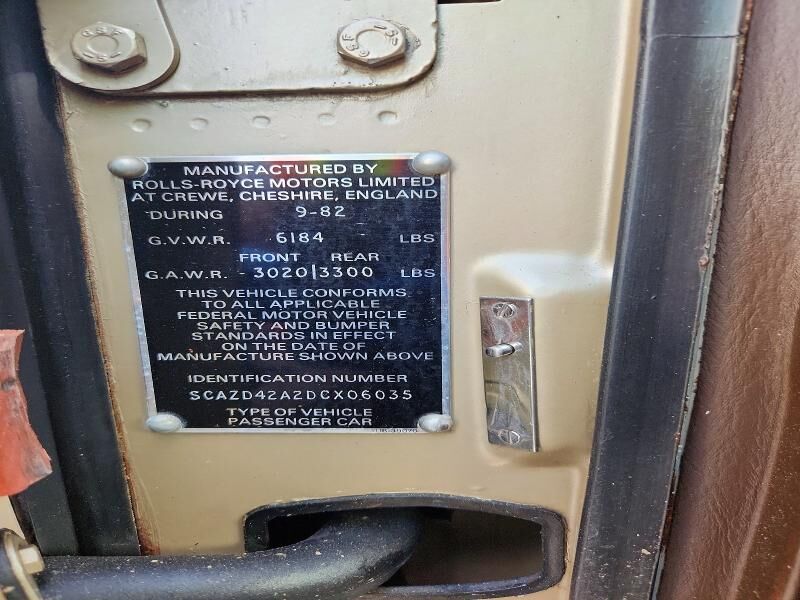 MANUFACTURED BY
ROLLS-ROYCE MOTORS LIMITED
AT CREWE, CHESHIRE, ENGLAND
DURING 9-82
G.V.W.R. 6184 LBS
FRONT REAR
G.A.W.R. 3020|3300 LBS
THIS VEHICLE CONFORMS
TO ALL APPLICABLE
FEDERAL MOTOR VEHICLE
SAFETY AND BUMPER
STANDARDS IN EFFECT
ON THE DATE OF
MANUFACTURE SHOWN ABOVE
IDENTIFICATION NUMBER
SCAZD42A2DCX06035
TYPE OF VEHICLE
PASSENGER CAR